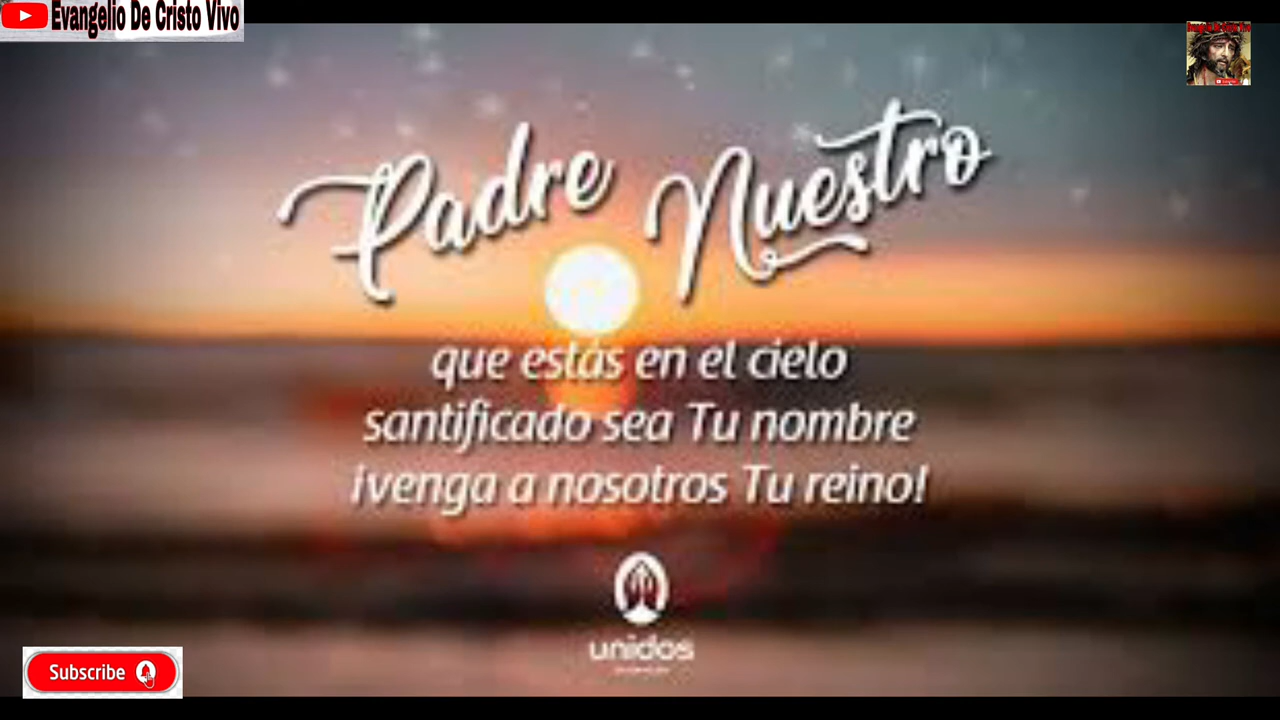 Evangelio De Cristo Vivo
Padre Nuestro
que estás en el cielo
santificado sea Tu nombre
¡venga a nosotros Tu reino!
unidos
Subscribe